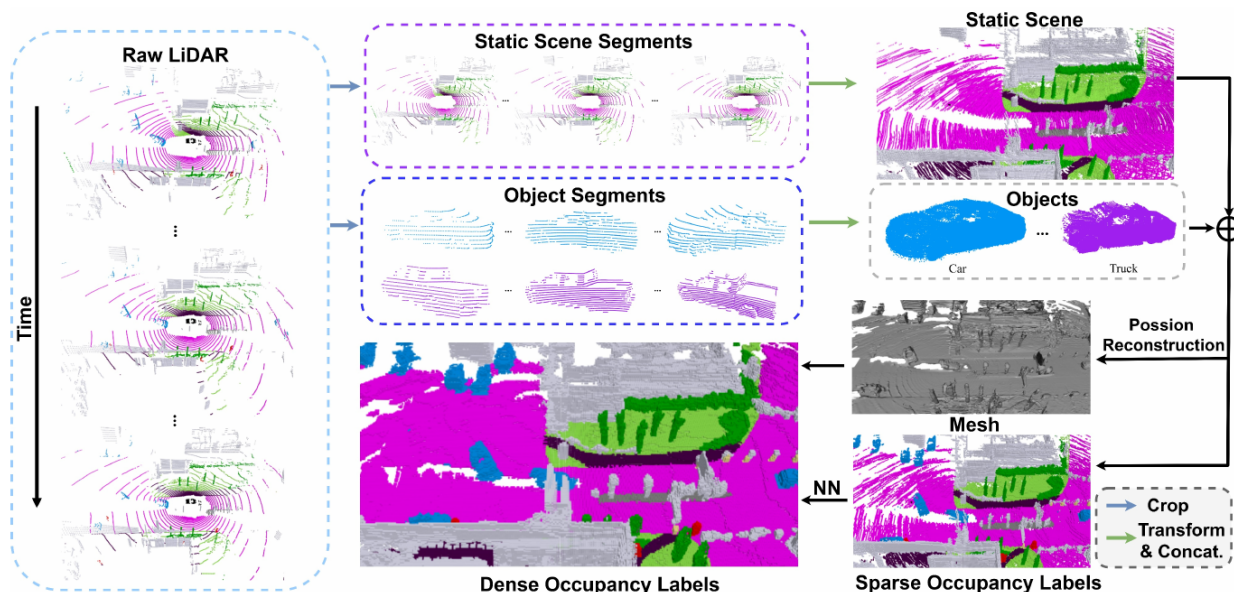 Raw LiDAR
Time
...
...
Static Scene Segments
...
...
Object Segments
...
...
...
...
Static Scene
Objects
...
Car
Truck
Possion
Reconstruction
Mesh
NN
Dense Occupancy Labels
Sparse Occupancy Labels
Crop
Transform
& Concat.